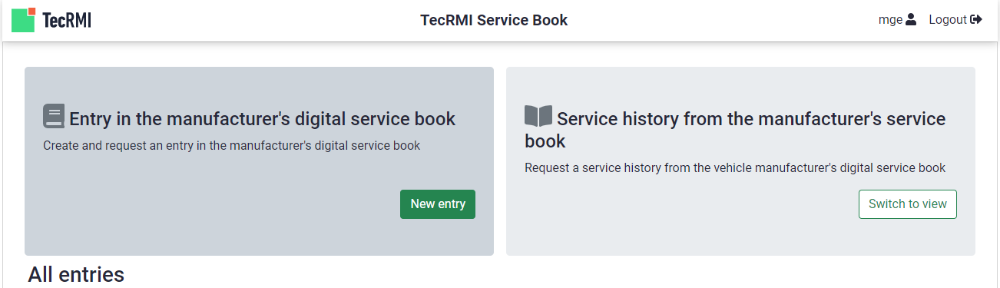 TecRMI
TecRMI Service Book
mge
Logout
Entry in the manufacturer's digital service book
Create and request an entry in the manufacturer's digital service book
New entry
Service history from the manufacturer's service
book
Request a service history from the vehicle manufacturer's digital service book
Switch to view
All entries